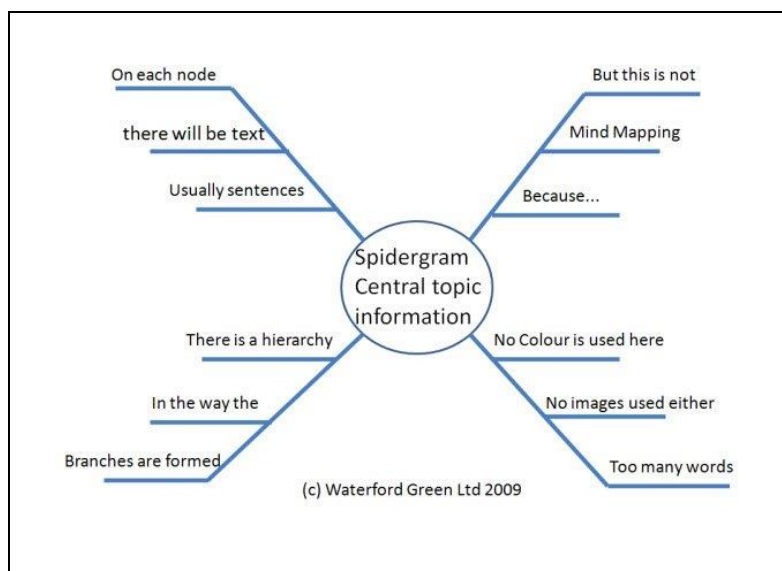 On each node
there will be text
Usually sentences
But this is not
Mind Mapping
Because...
Spidergram
Central topic
information
There is a hierarchy
In the way the
Branches are formed
No Colour is used here
No images used either
Too many words
(c) Waterford Green Ltd 2009